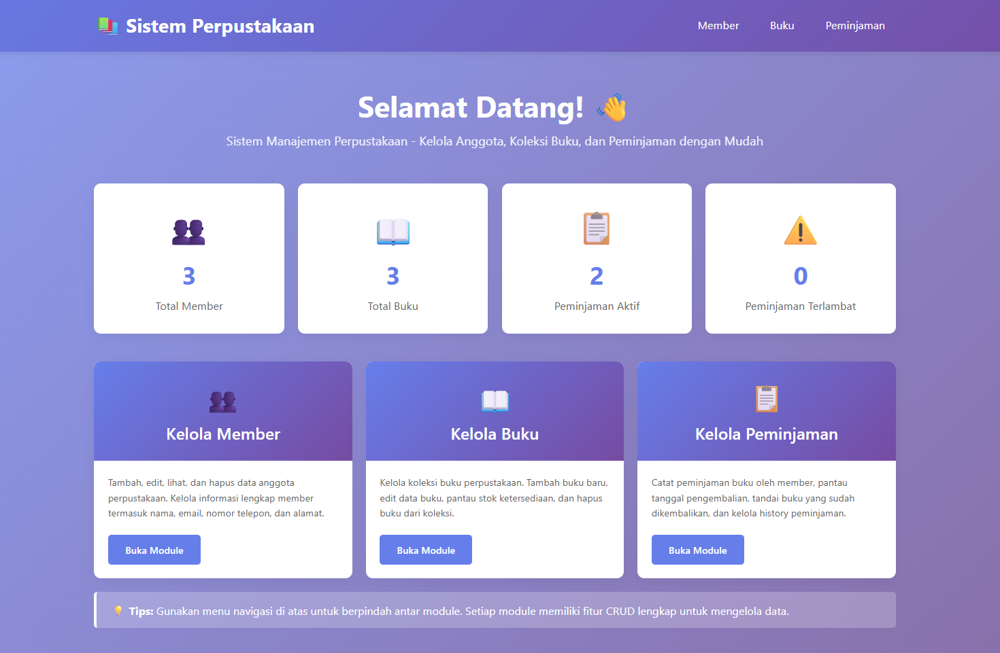 Sistem Perpustakaan
Member
Buku
Peminjaman
Selamat Datang!
Sistem Manajemen Perpustakaan - Kelola Anggota, Koleksi Buku, dan Peminjaman dengan Mudah
3
Total Member
3
Total Buku
2
Peminjaman Aktif
0
Peminjaman Terlambat
Kelola Member
Tambah, edit, lihat, dan hapus data anggota
perpustakaan. Kelola informasi lengkap member
termasuk nama, email, nomor telepon, dan alamat.
Buka Module
Kelola Buku
Kelola koleksi buku perpustakaan. Tambah buku baru,
edit data buku, pantau stok ketersediaan, dan hapus
buku dari koleksi.
Buka Module
Kelola Peminjaman
Catat peminjaman buku oleh member, pantau
tanggal pengembalian, tandai buku yang sudah
dikembalikan, dan kelola history peminjaman.
Buka Module
Tips: Gunakan menu navigasi di atas untuk berpindah antar module. Setiap module memiliki fitur CRUD lengkap untuk mengelola data.